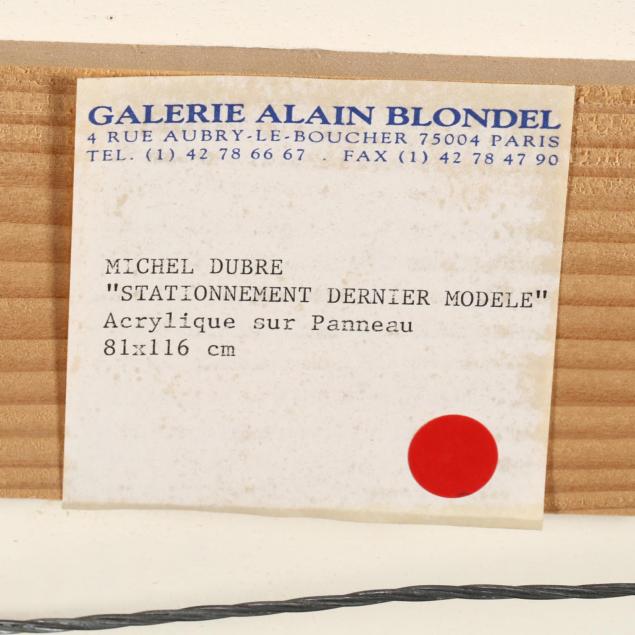 GALERIE ALAIN BLONDEL
4 RUE AUBRY-LE-BOUCHER 75004 PARIS
TEL. (1) 42 78 66 67 . FAX (1) 42 78 47 90
MICHEL DUBRE
"STATIONNEMENT DERNIER MODELE"
Acrylique sur Panneau
81x116 cm